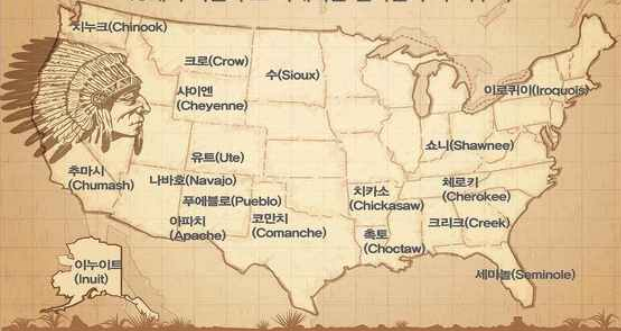 치누크(Chinook)
크로(Crow)
수(Sioux)
샤이엔
(Cheyenne)
이로쿼이(Iroquois)
쇼니(Shawnee)
유트(Ute)
추마시
(Chumash)
나바호(Navajo)
푸에블로(Pueblo)
치카소
(Chickasaw)
체로키
(Cherokee)
아파치
(Apache)
코만치
(Comanche)
크리크(Creek)
촉토
(Choctaw)
이누이트
(Inuit)
세미놀(Seminole)